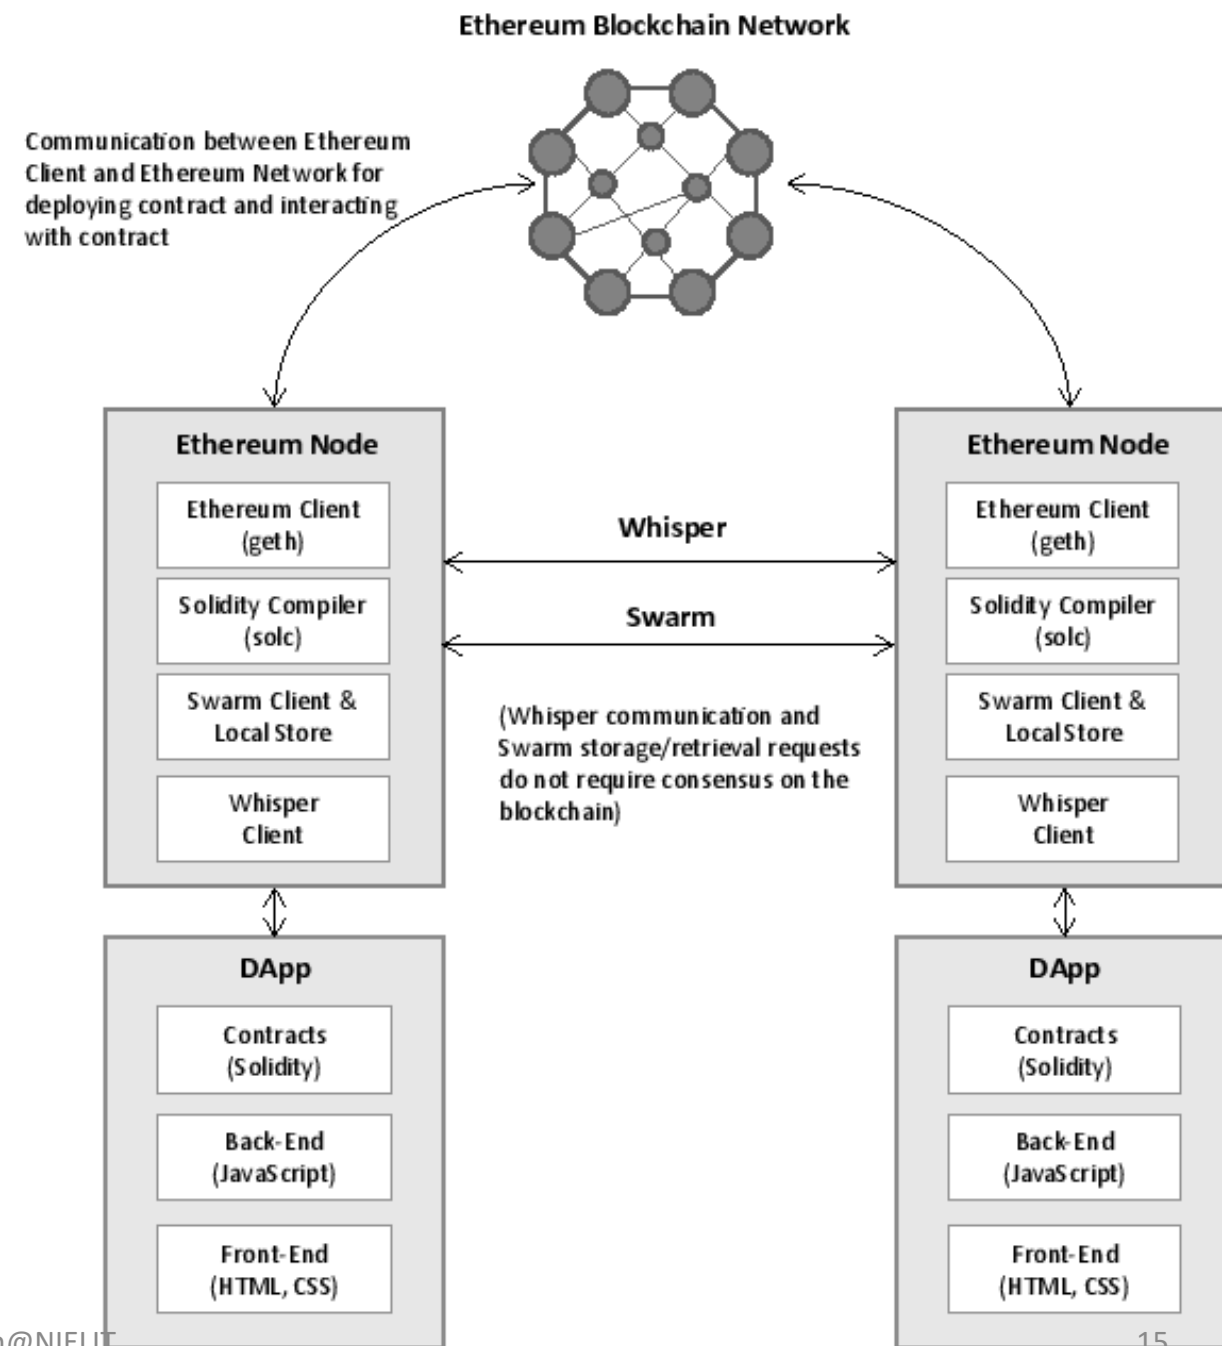 Ethereum Blockchain Network
Communication between Ethereum
Client and Ethereum Network for
deploying contract and interacting
with contract
Ethereum Node
Ethereum Client
(geth)
Solidity Compiler
(solc)
Swarm Client &
Local Store
Whisper
Client
Whisper
Swarm
(Whisper communication and
Swarm storage/retrieval requests
do not require consensus on the
blockchain)
Ethereum Node
Ethereum Client
(geth)
Solidity Compiler
(solc)
Swarm Client &
Local Store
Whisper
Client
DApp
Contracts
(Solidity)
Back-End
(JavaScript)
Front-End
(HTML, CSS)
DApp
Contracts
(Solidity)
Back-End
(JavaScript)
Front-End
(HTML, CSS)
15